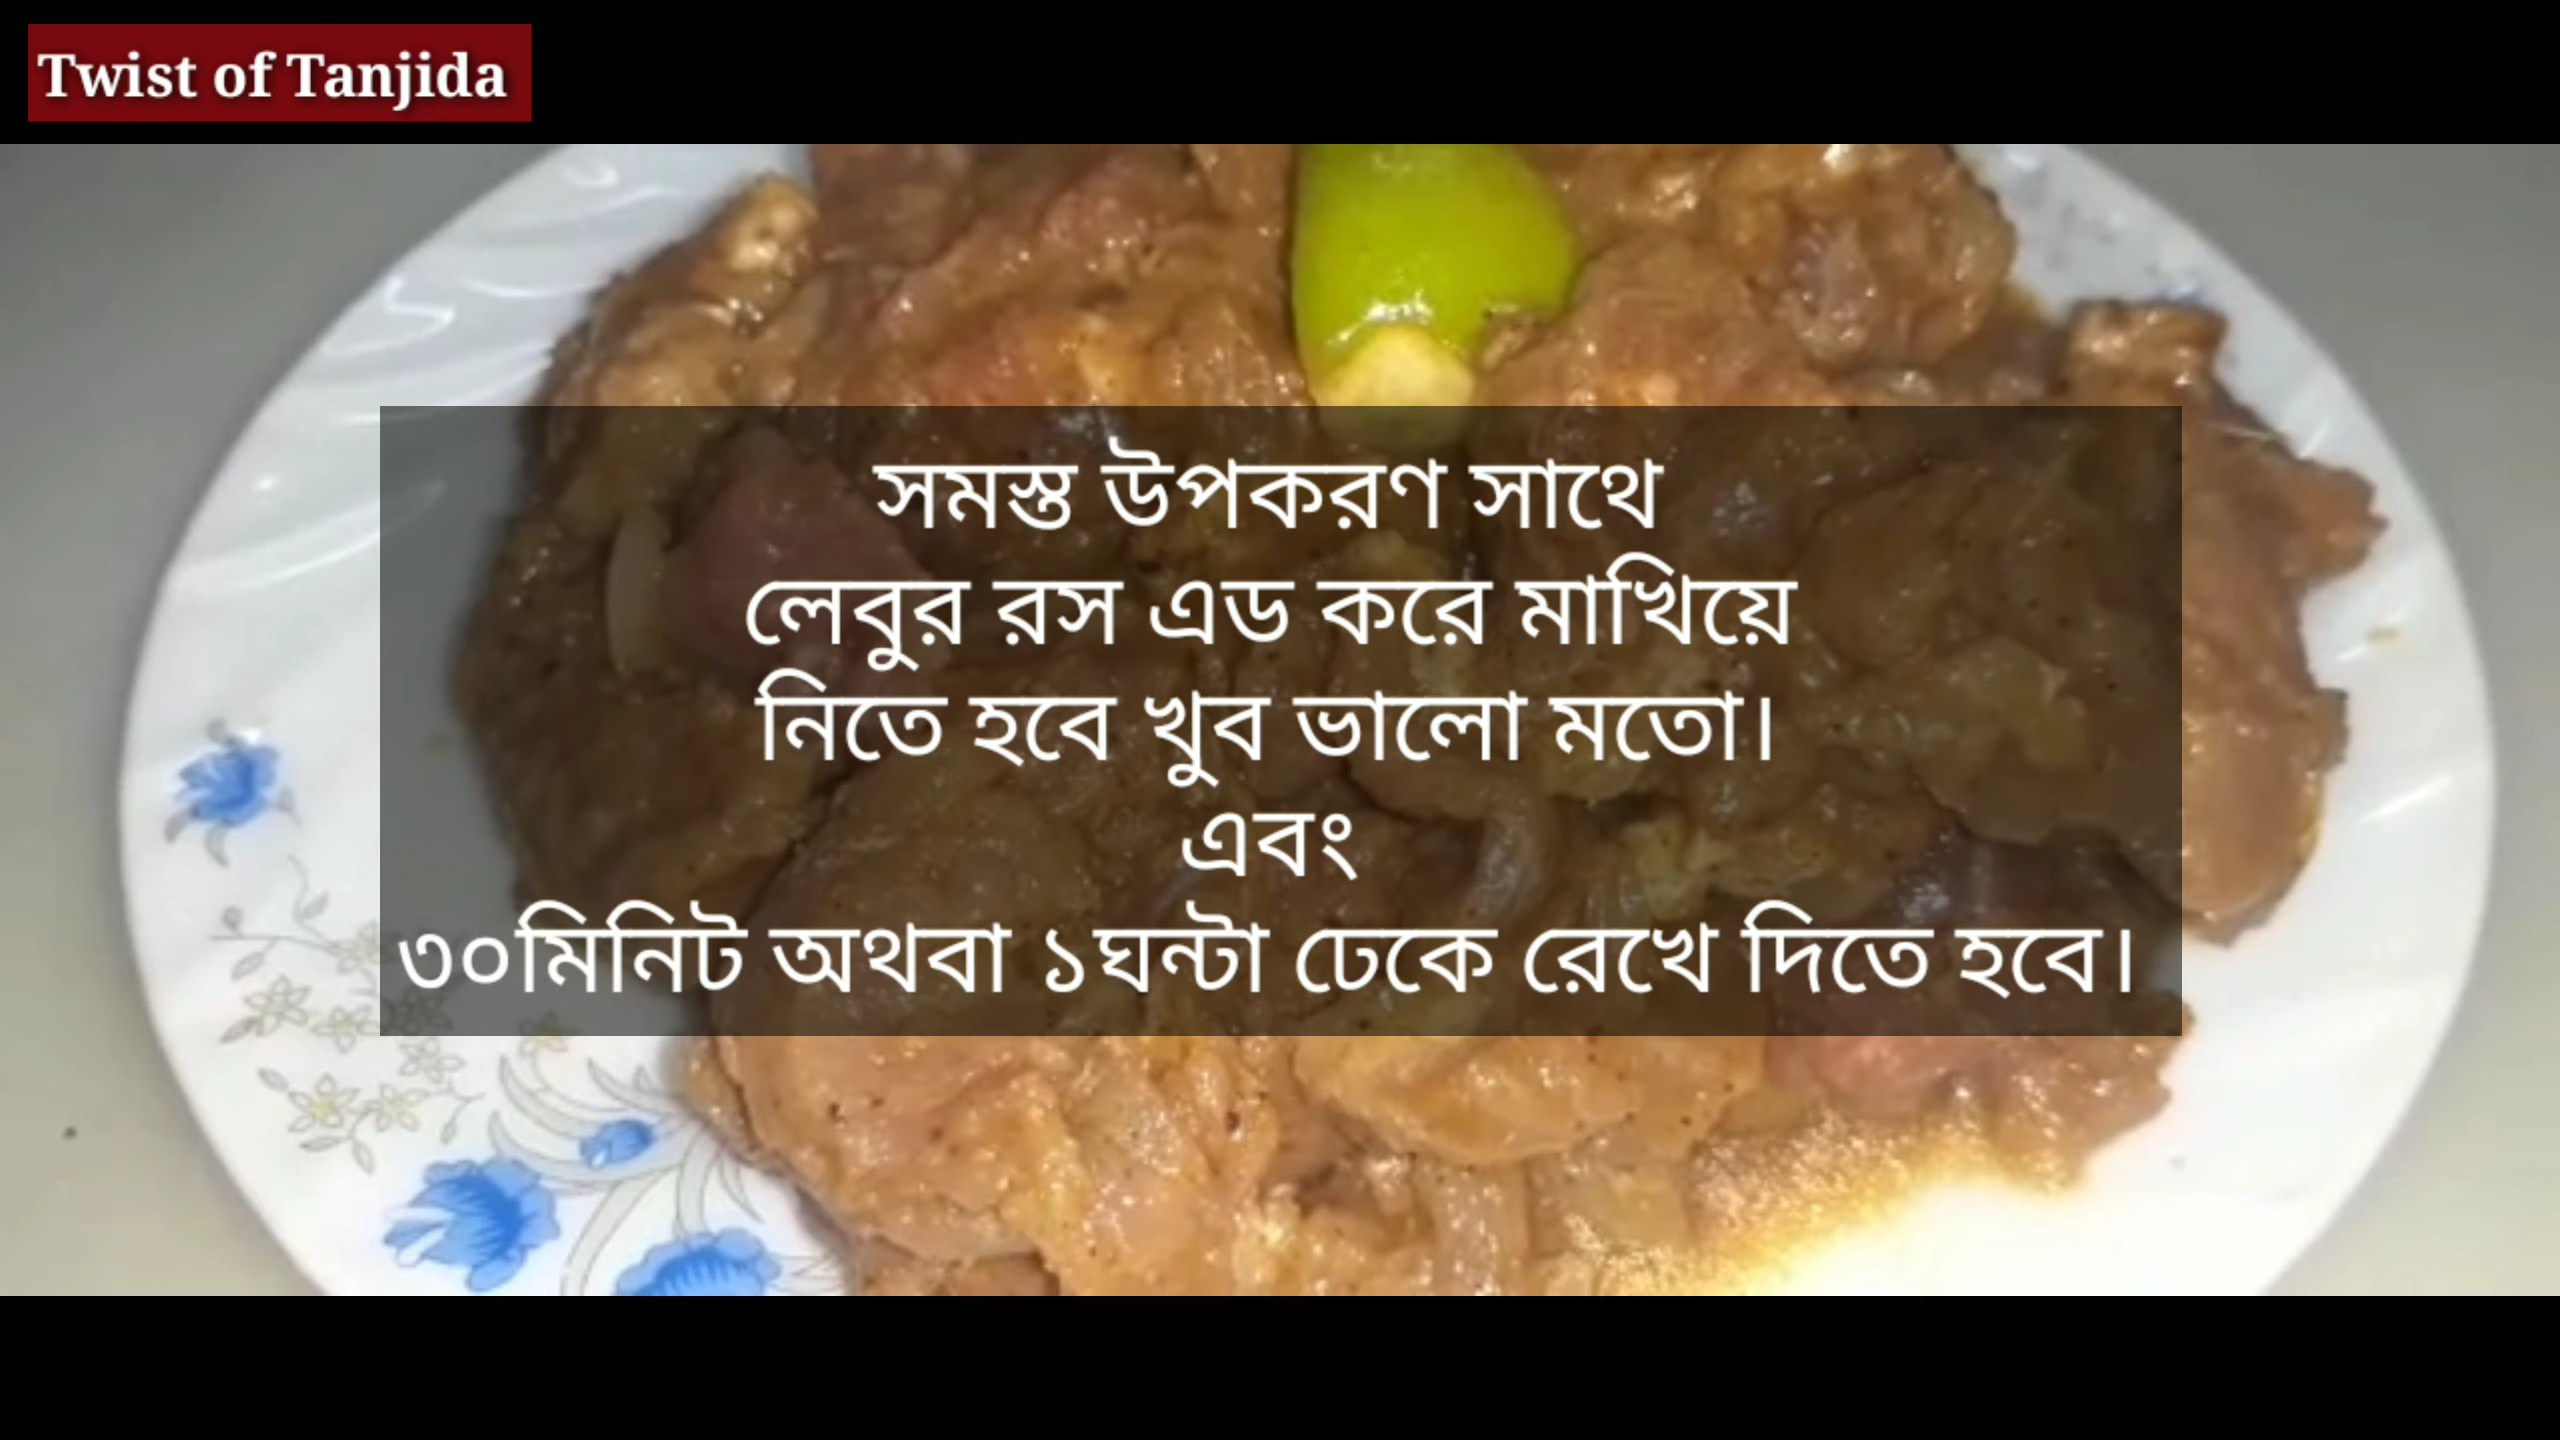 Twist of Tanjida
সমস্ত উপকরণ সাথে
লেবুর রস এড করে মাখিয়ে
নিতে হবে খুব ভালো মতো।
এবং
৩০মিনিট অথবা ১ঘন্টা ঢেকে রেখে দিতে হবে।